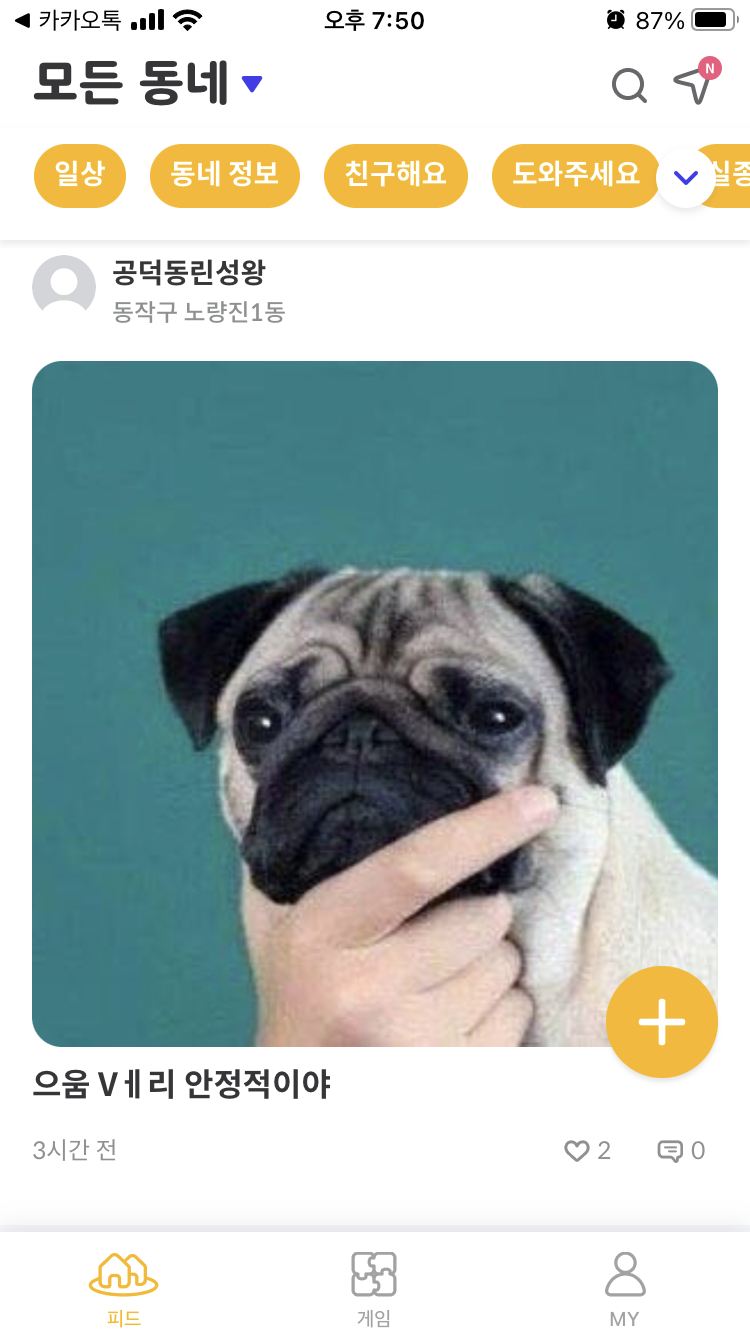 카카오톡 오후 7:50 87%
모든 동네
N
일상 동네 정보 친구해요 도와주세요 실종
공덕동린성왕
동작구 노량진1동
으움 Vㅔ리 안정적이야
3시간 전 2 0
피드 게임 MY